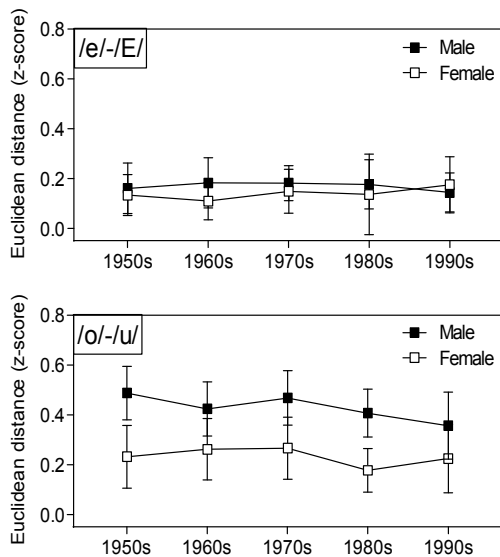 /e/-/E/
Male
Female
Euclidean distance (z-score)
0.8
0.6
0.4
0.2
0.0
1950s 1960s 1970s 1980s 1990s
/o/-/u/
Male
Female
Euclidean distance (z-score)
0.8
0.6
0.4
0.2
0.0
1950s 1960s 1970s 1980s 1990s